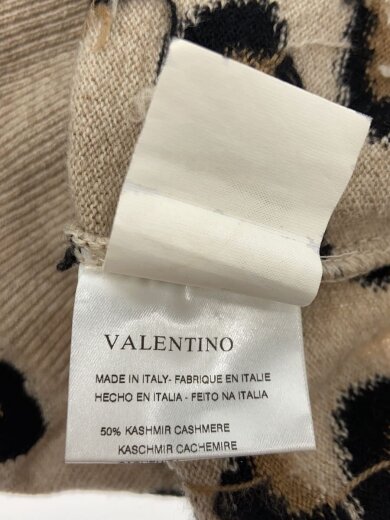 VALENTINO
MADE IN ITALY- FABRIQUE EN ITALIE
HECHO EN ITALIA - FEITO NA ITALIA
50% KASHMIR CASHMERE
KASCHMIR CACHEMIRE